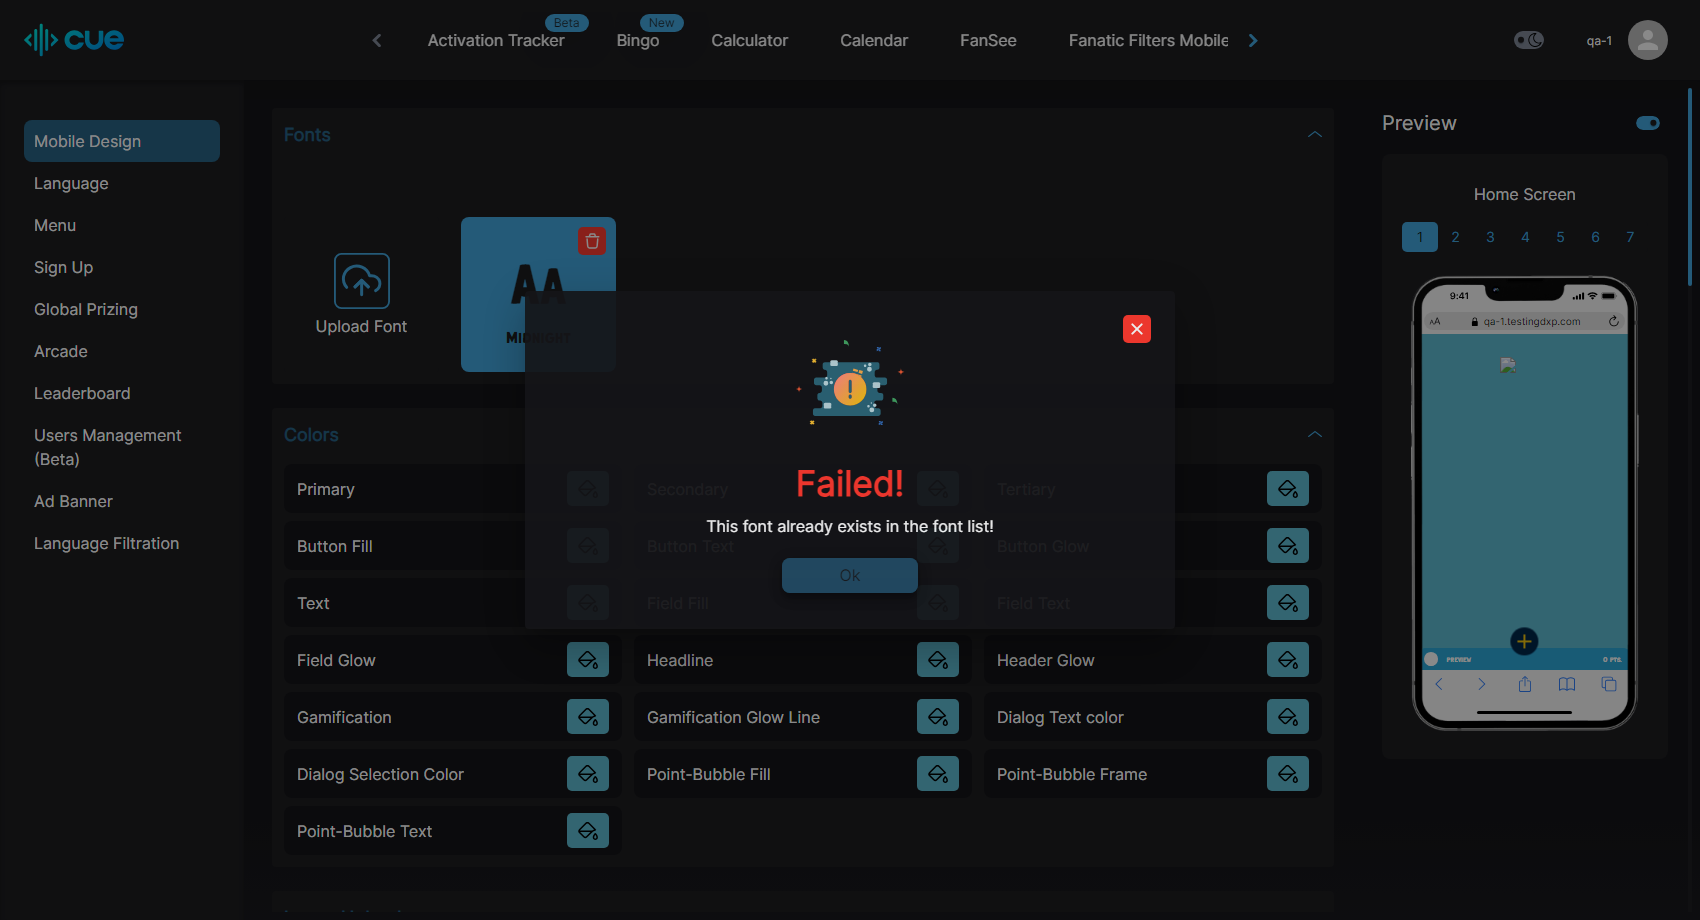 cue
Activation Tracker
Beta
Bingo
New
Calculator
Calendar
FanSee
Fanatic Filters Mobile
qa-1
Mobile Design
Language
Menu
Sign Up
Global Prizing
Arcade
Leaderboard
Users Management
(Beta)
Ad Banner
Language Filtration
Fonts
Upload Font
AA
MIDNIGHT
Failed!
This font already exists in the font list!
Ok
Colors
Primary
Secondary
Tertiary
Button Fill
Button Text
Button Glow
Text
Field Fill
Field Text
Field Glow
Headline
Header Glow
Gamification
Gamification Glow Line
Dialog Text color
Dialog Selection Color
Point-Bubble Fill
Point-Bubble Frame
Point-Bubble Text
Preview
Home Screen
1 2 3 4 5 6 7
9:41
AA
qa-1.testingdxp.com
PREVIEW
0 PTS.